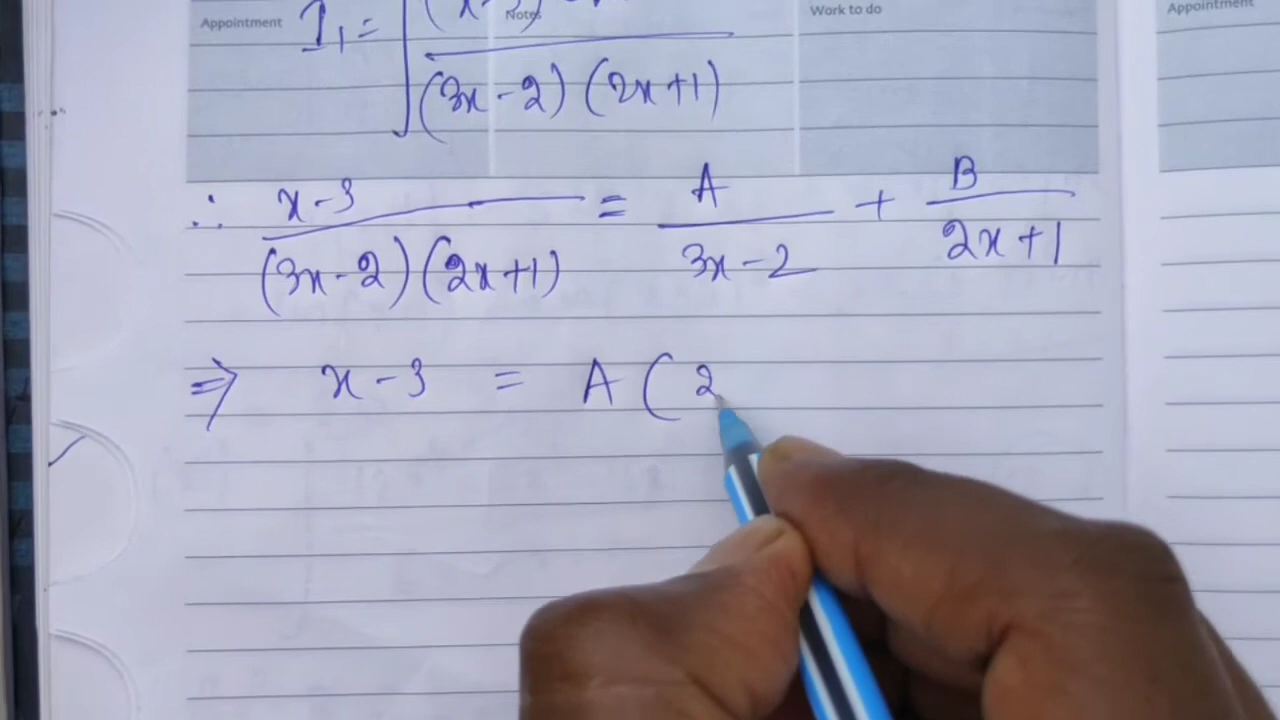 Appointment Notes Work to do Appointment
I₁ = ∫
(3x-2) (2x+1)
∴ x-3 / (3x-2)(2x+1) = A / 3x-2 + B / 2x+1
⇒ x-3 = A ( 2